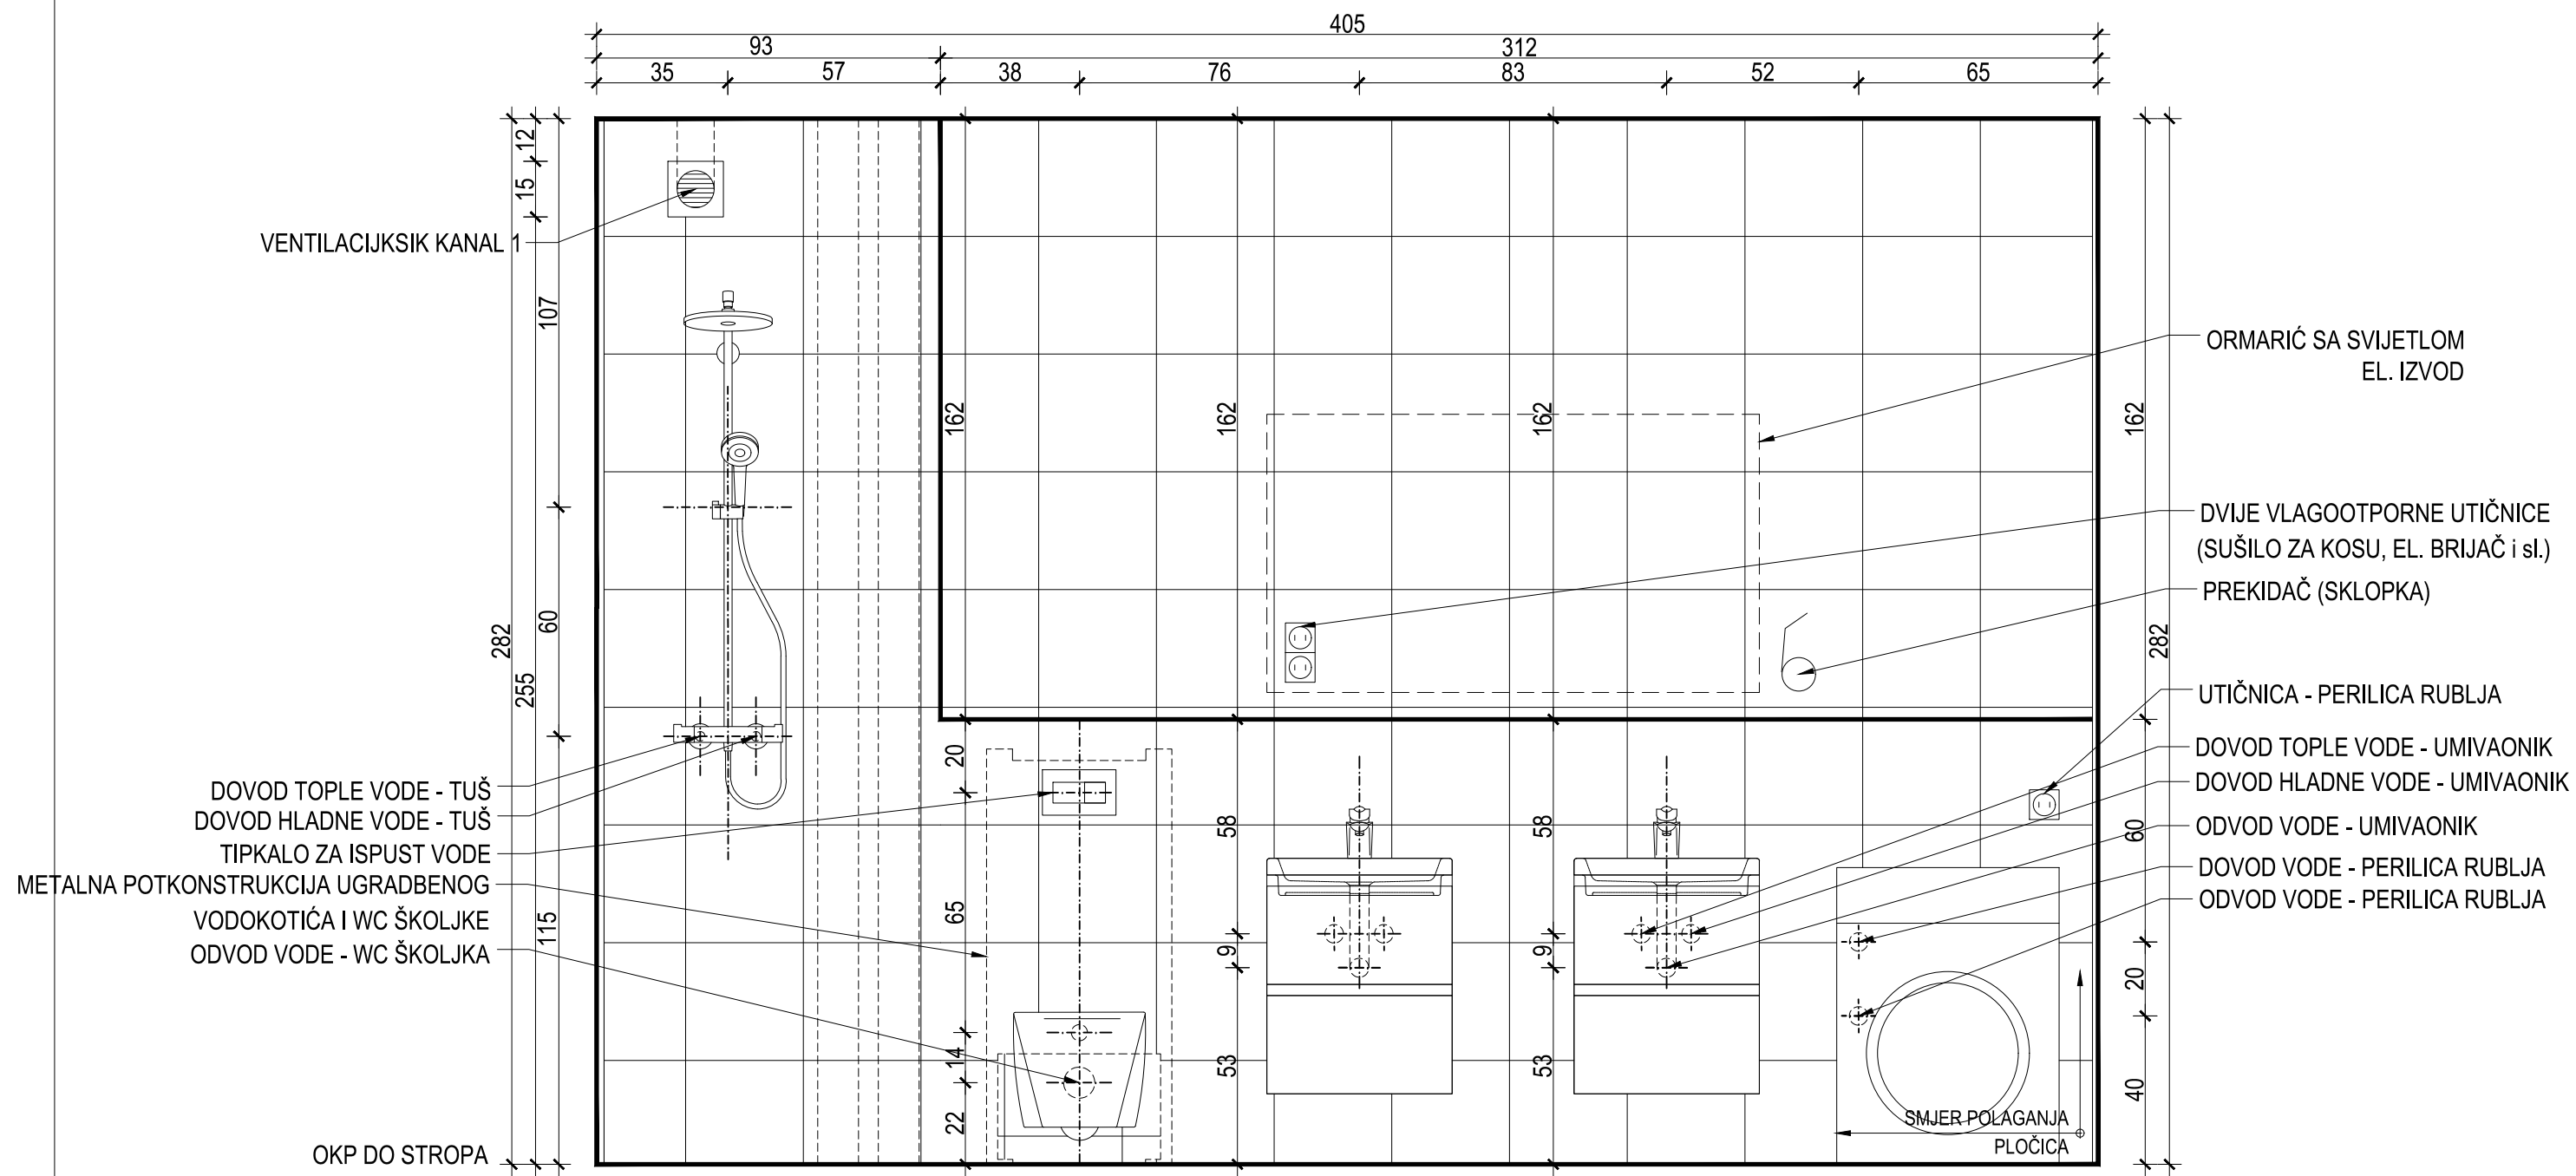 405
93
312
35
57
38
76
83
52
65
12
15
VENTILACIJKSIK KANAL 1
107
60
282
255
115
162
162
162
162
282
ORMARIĆ SA SVIJETLOM
EL. IZVOD
DVIJE VLAGOOTPORNE UTIČNICE
(SUŠILO ZA KOSU, EL. BRIJAČ i sl.)
PREKIDAČ (SKLOPKA)
UTIČNICA - PERILICA RUBLJA
DOVOD TOPLE VODE - UMIVAONIK
DOVOD HLADNE VODE - UMIVAONIK
ODVOD VODE - UMIVAONIK
DOVOD VODE - PERILICA RUBLJA
ODVOD VODE - PERILICA RUBLJA
DOVOD TOPLE VODE - TUŠ
DOVOD HLADNE VODE - TUŠ
TIPKALO ZA ISPUST VODE
METALNA POTKONSTRUKCIJA UGRADBENOG
VODOKOTIĆA I WC ŠKOLJKE
ODVOD VODE - WC ŠKOLJKA
OKP DO STROPA
20
65
14
22
58
9
53
58
9
53
60
20
40
SMJER POLAGANJA
PLOČICA